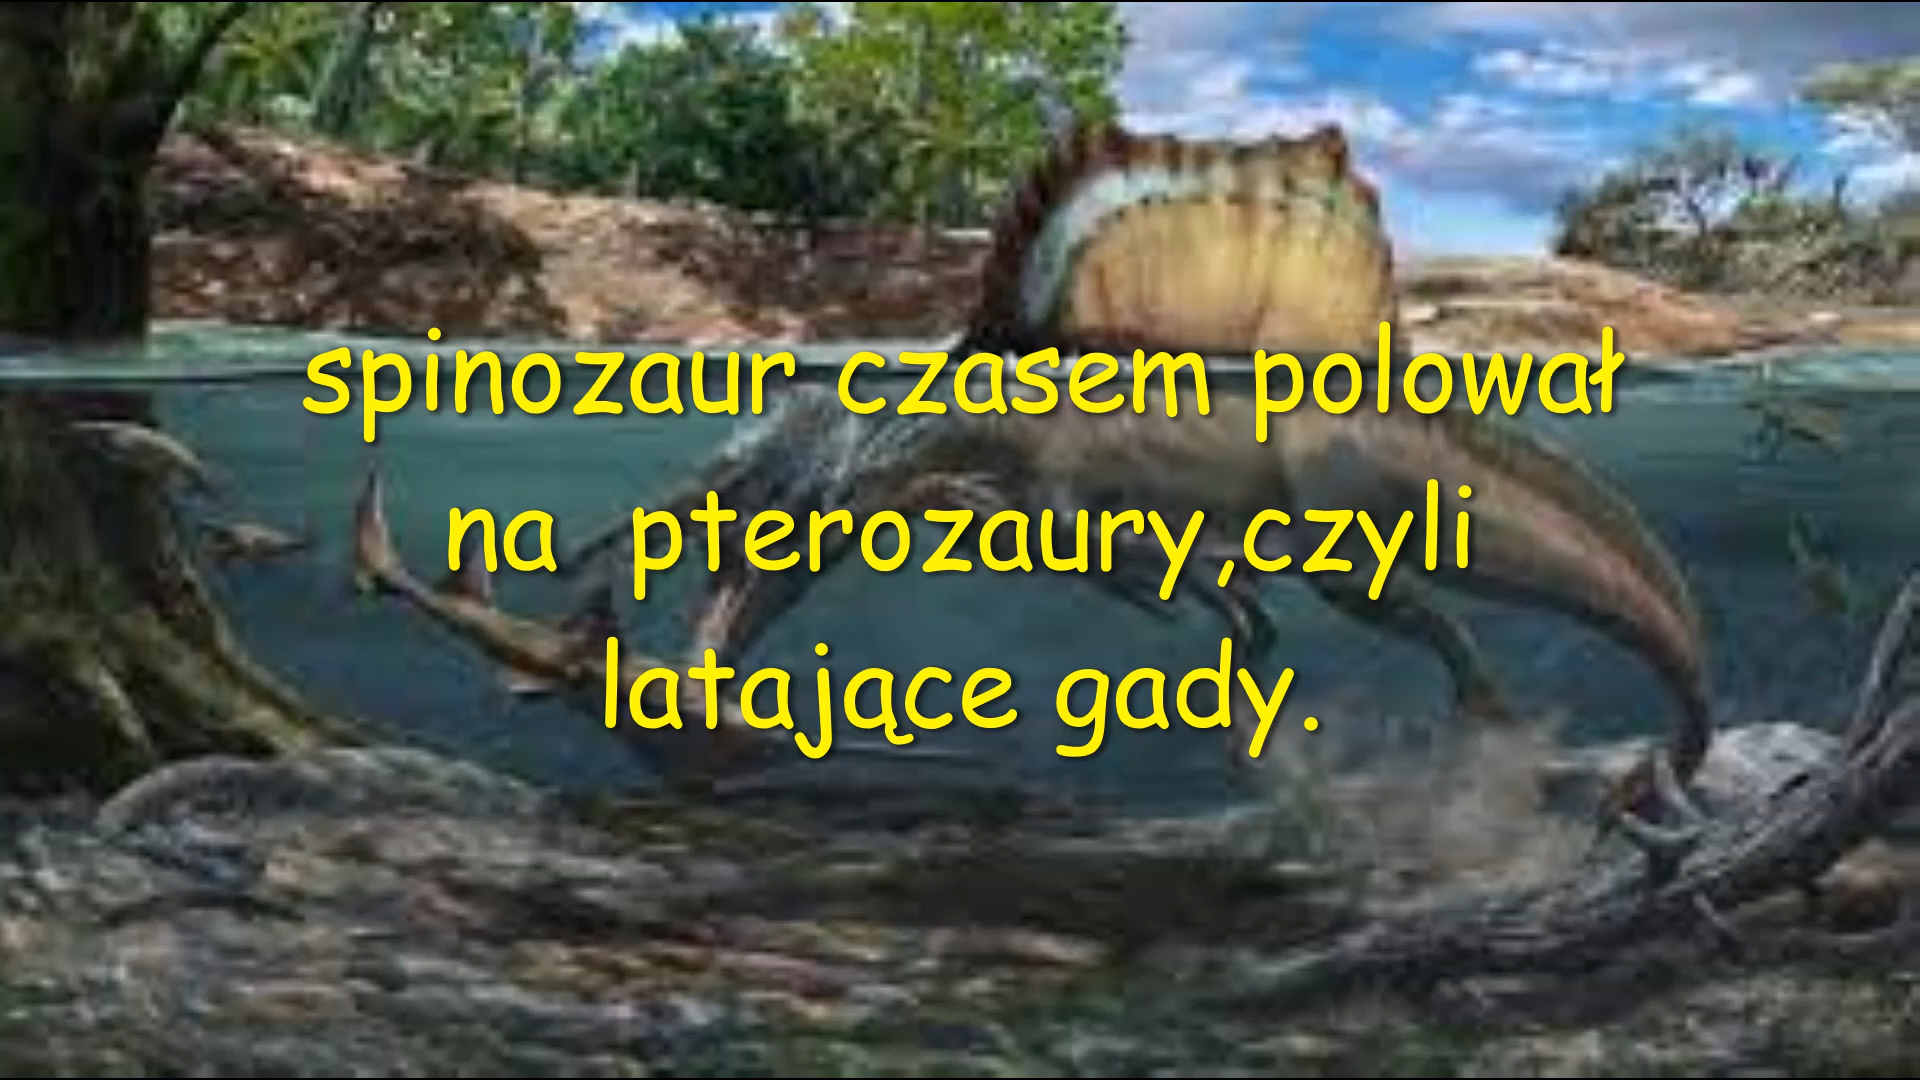 spinozaur czasem polował
na  pterozaury,czyli
latające gady.